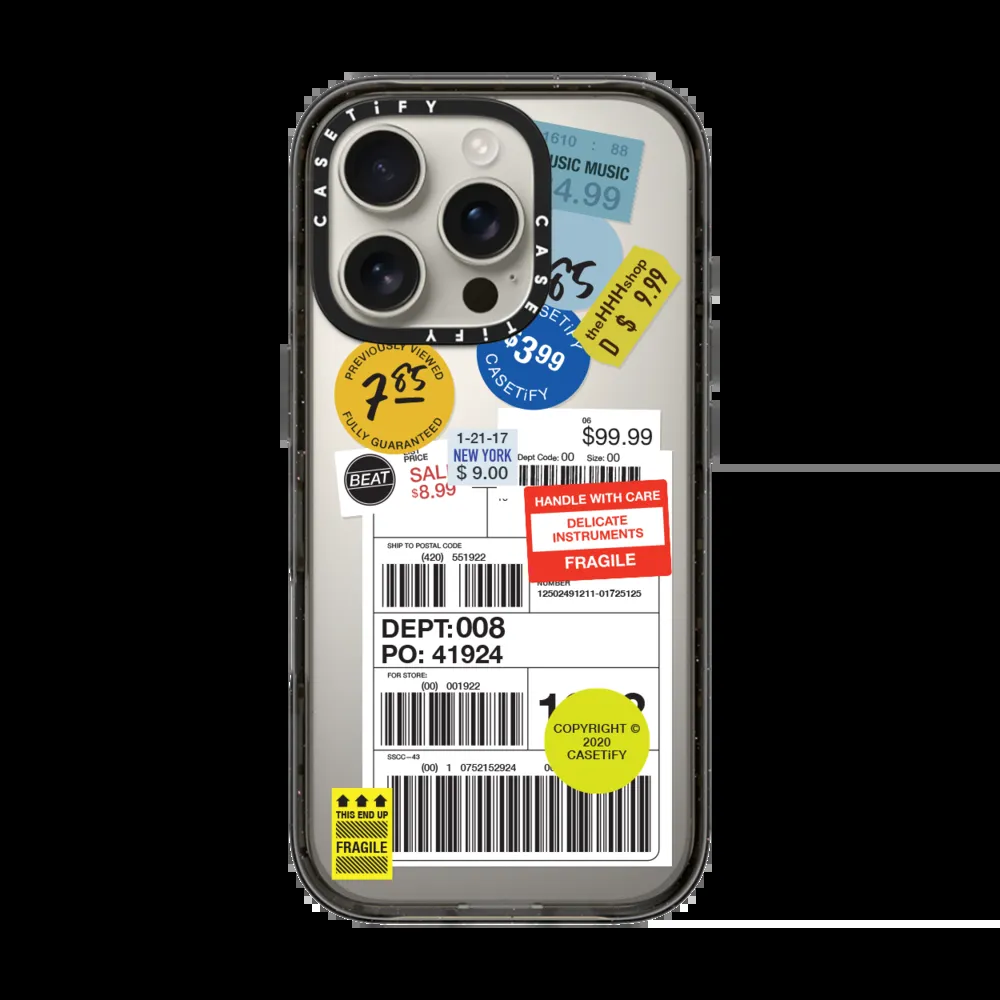 CASETiFY
CASETiFY
1610 : 88
MUSIC MUSIC
4.99
85
theHHHshop
D $ 9.99
$3.99
CASETiFY
PREVIOUSLY VIEWED
7.85
FULLY GUARANTEED
06
$99.99
Dept Code: 00 Size: 00
1-21-17
NEW YORK
$ 9.00
PRICE
BEAT
SAL
$8.99
HANDLE WITH CARE
DELICATE
INSTRUMENTS
FRAGILE
SHIP TO POSTAL CODE
(420) 551922
NUMBER
12502491211-01725125
DEPT:008
PO: 41924
FOR STORE:
(00) 001922
COPYRIGHT ©
2020
CASETiFY
SSCC-43
(00) 1 0752152924
THIS END UP
FRAGILE